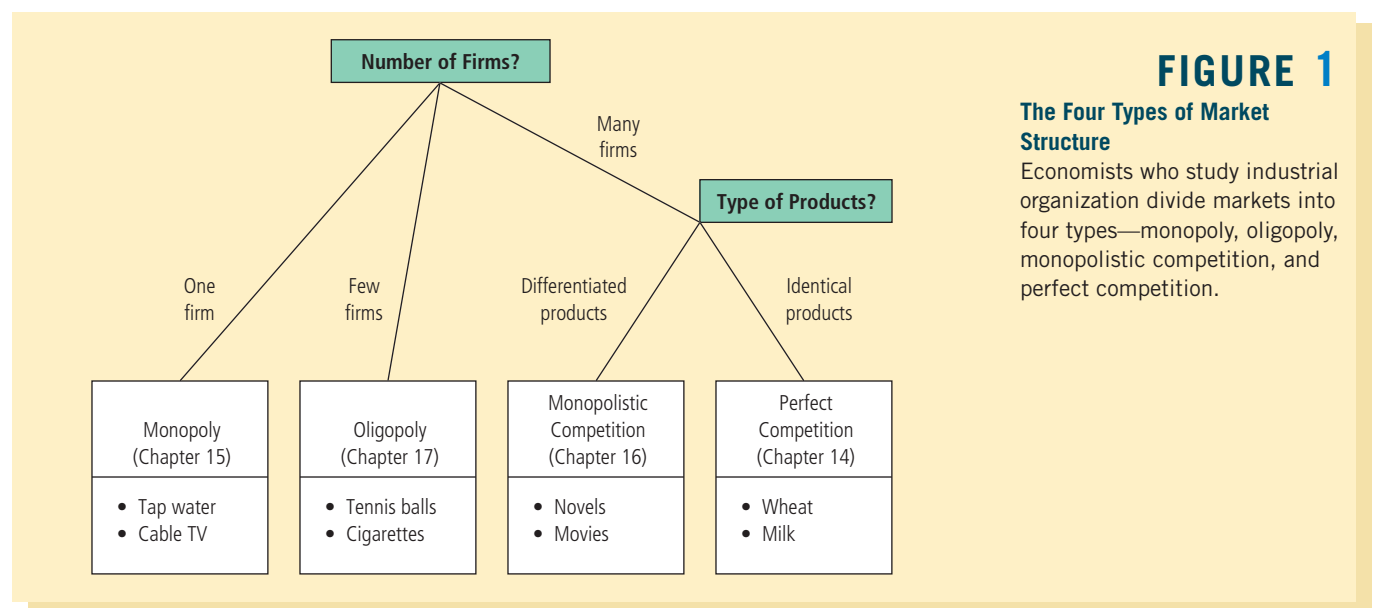 Number of Firms?
FIGURE 1
The Four Types of Market
Structure
Economists who study industrial
organization divide markets into
four types—monopoly, oligopoly,
monopolistic competition, and
perfect competition.
Many
firms
Type of Products?
One
firm
Few
firms
Differentiated
products
Identical
products
Monopoly
(Chapter 15)
• Tap water
• Cable TV
Oligopoly
(Chapter 17)
• Tennis balls
• Cigarettes
Monopolistic
Competition
(Chapter 16)
• Novels
• Movies
Perfect
Competition
(Chapter 14)
• Wheat
• Milk